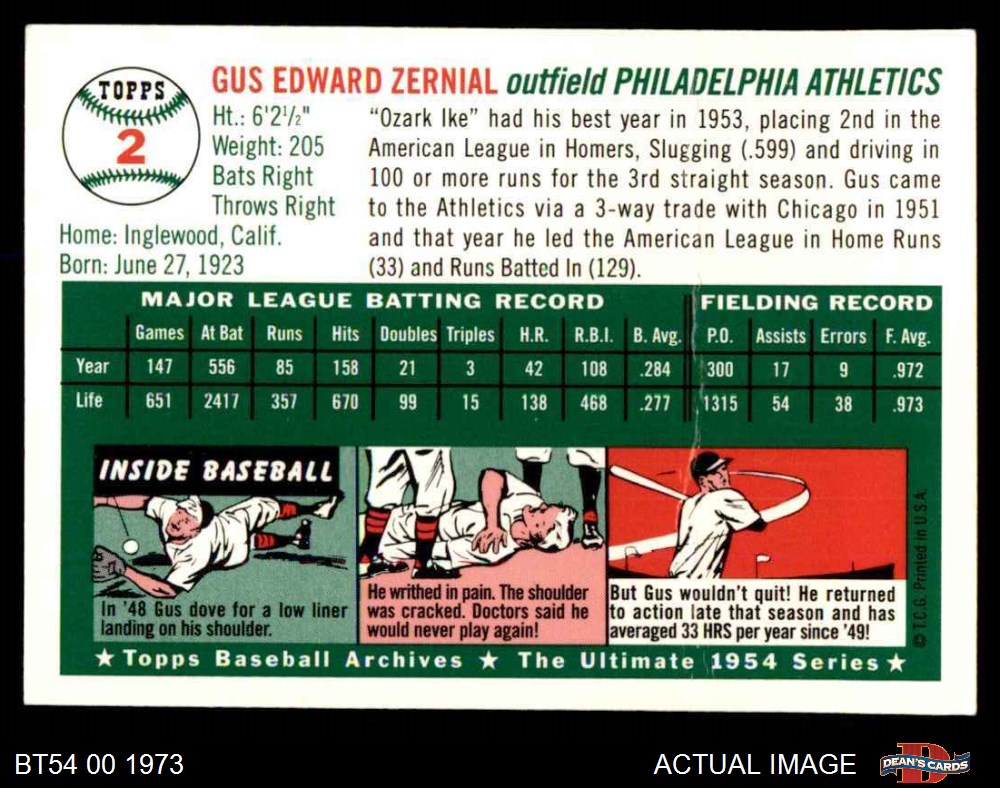 TOPPS
2
GUS EDWARD ZERNIAL outfield PHILADELPHIA ATHLETICS
Ht.: 6'2½"
Weight: 205
Bats Right
Throws Right
Home: Inglewood, Calif.
Born: June 27, 1923
"Ozark Ike" had his best year in 1953, placing 2nd in the
American League in Homers, Slugging (.599) and driving in
100 or more runs for the 3rd straight season. Gus came
to the Athletics via a 3-way trade with Chicago in 1951
and that year he led the American League in Home Runs
(33) and Runs Batted In (129).
MAJOR LEAGUE BATTING RECORD FIELDING RECORD
Games At Bat Runs Hits Doubles Triples H.R. R.B.I. B. Avg. P.O. Assists Errors F. Avg.
Year 147 556 85 158 21 3 42 108 .284 300 17 9 .972
Life 651 2417 357 670 99 15 138 468 .277 1315 54 38 .973
INSIDE BASEBALL
In '48 Gus dove for a low liner
landing on his shoulder.
He writhed in pain. The shoulder
was cracked. Doctors said he
would never play again!
But Gus wouldn't quit! He returned
to action late that season and has
averaged 33 HRS per year since '49!
© T.C.G. Printed in U.S.A.
★ Topps Baseball Archives ★ The Ultimate 1954 Series ★
BT54 00 1973
ACTUAL IMAGE
D
DEAN'S CARDS